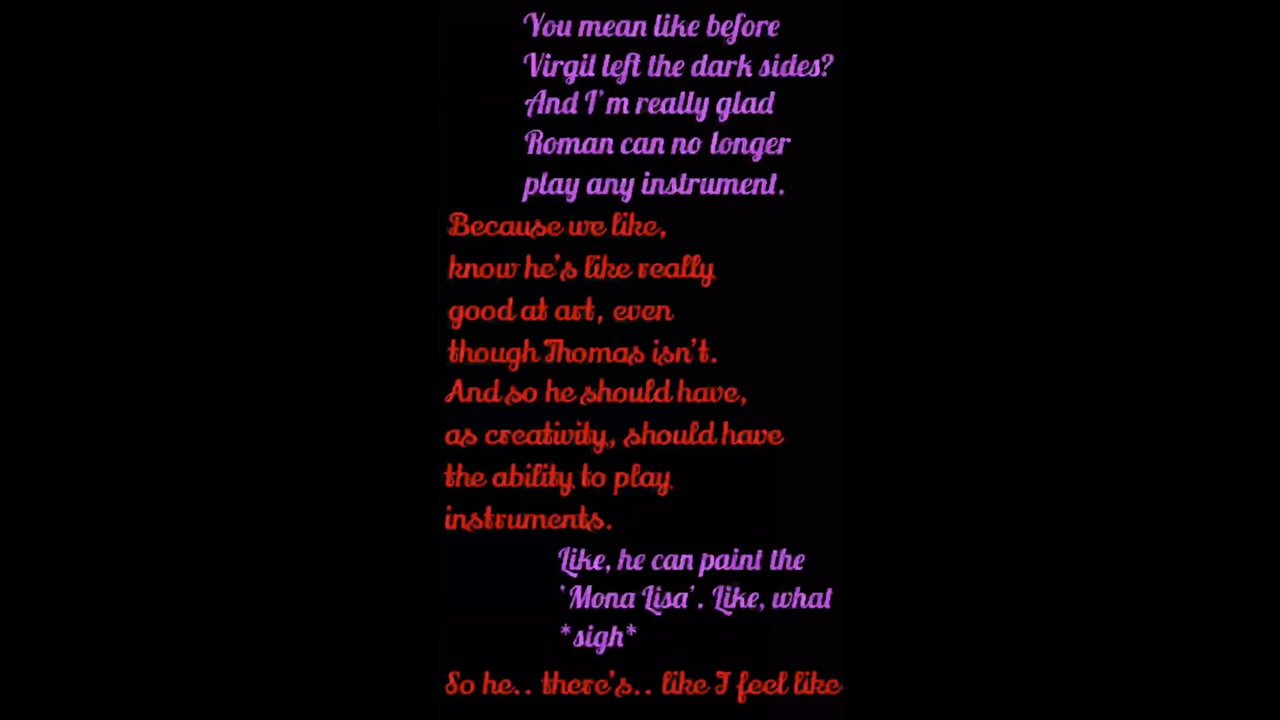 You mean like before
Virgil left the dark sides?
And I'm really glad
Roman can no longer
play any instrument.
Because we like,
know he's like really
good at art, even
though Thomas isn't.
And so he should have,
as creativity, should have
the ability to play
instruments.
Like, he can paint the
'Mona Lisa'. Like, what
*sigh*
So he.. there's.. like I feel like